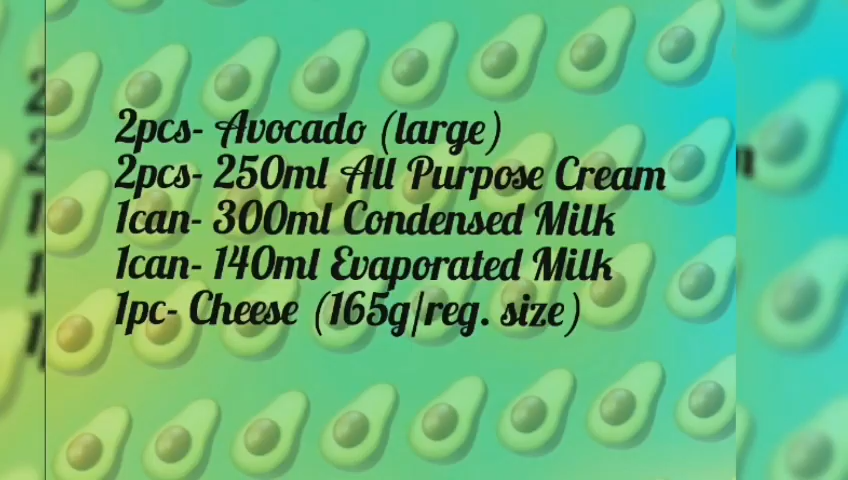 2pcs- Avocado (large)
2pcs- 250ml All Purpose Cream
1can- 300ml Condensed Milk
1can- 140ml Evaporated Milk
1pc- Cheese (165g/reg. size)